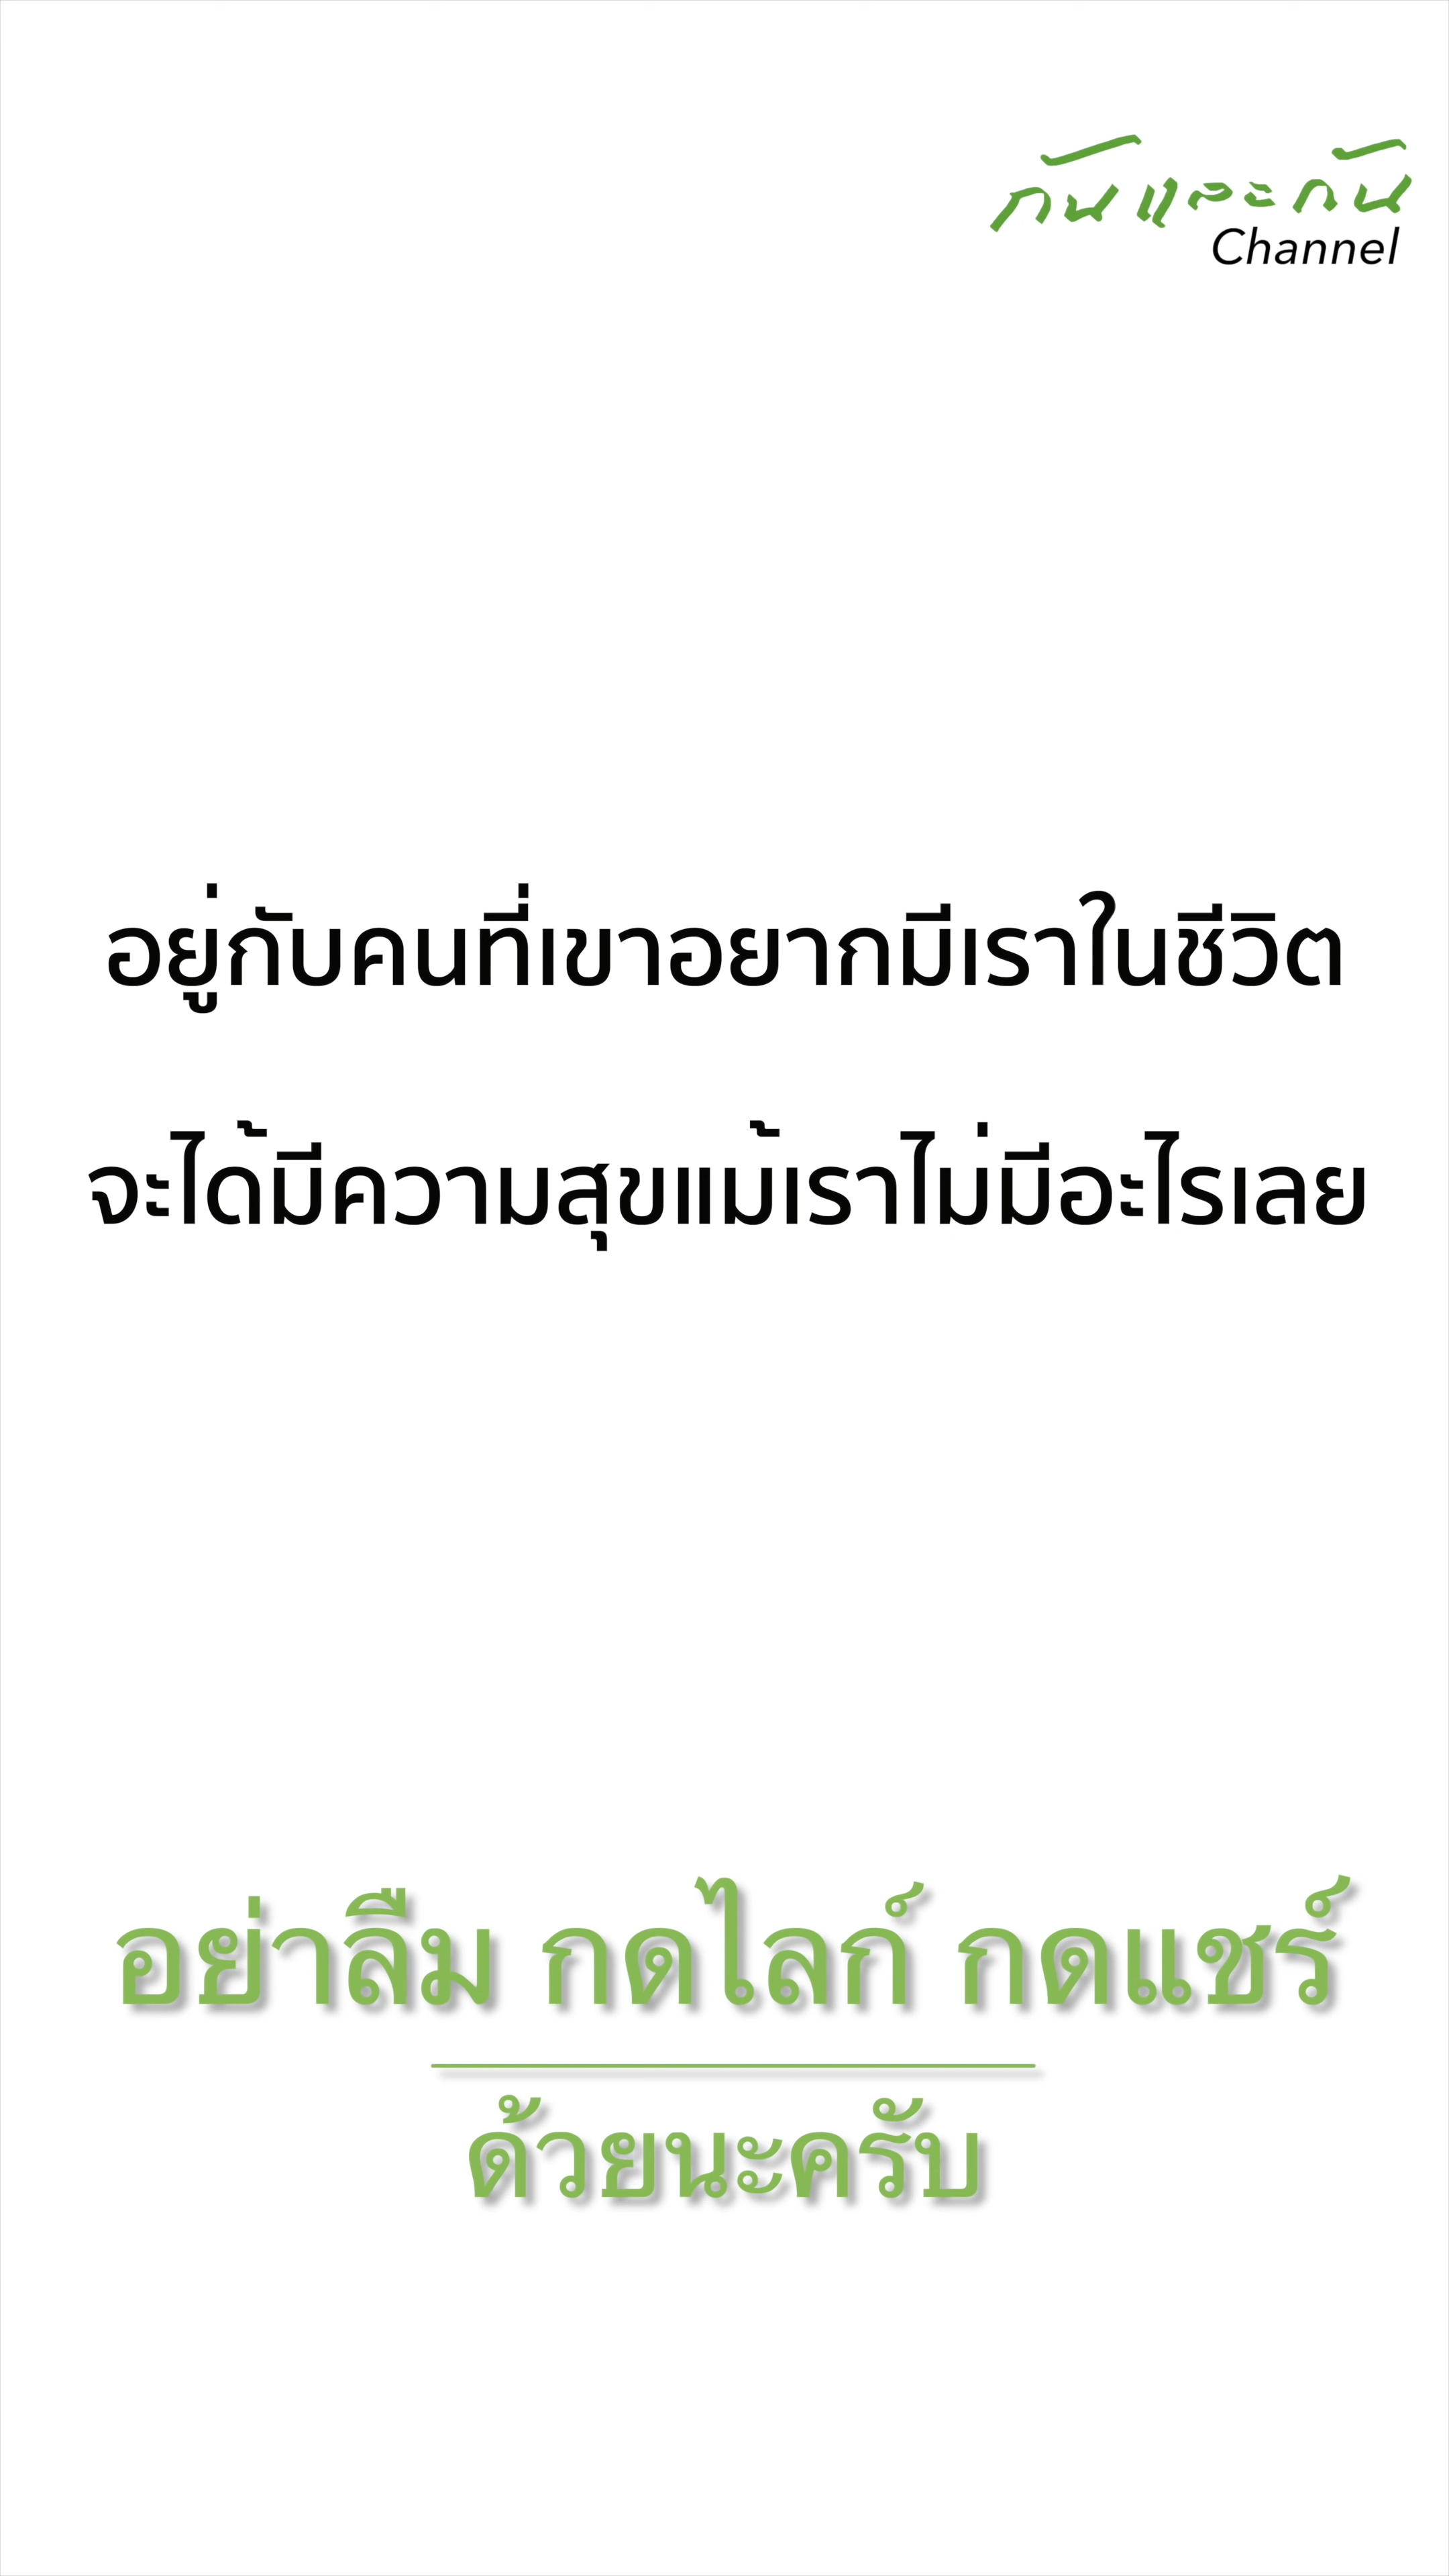 กันและกัน
Channel
อยู่กับคนที่เขาอยากมีเราในชีวิต
จะได้มีความสุขแม้เราไม่มีอะไรเลย
อย่าลืม กดไลก์ กดแชร์
ด้วยนะครับ